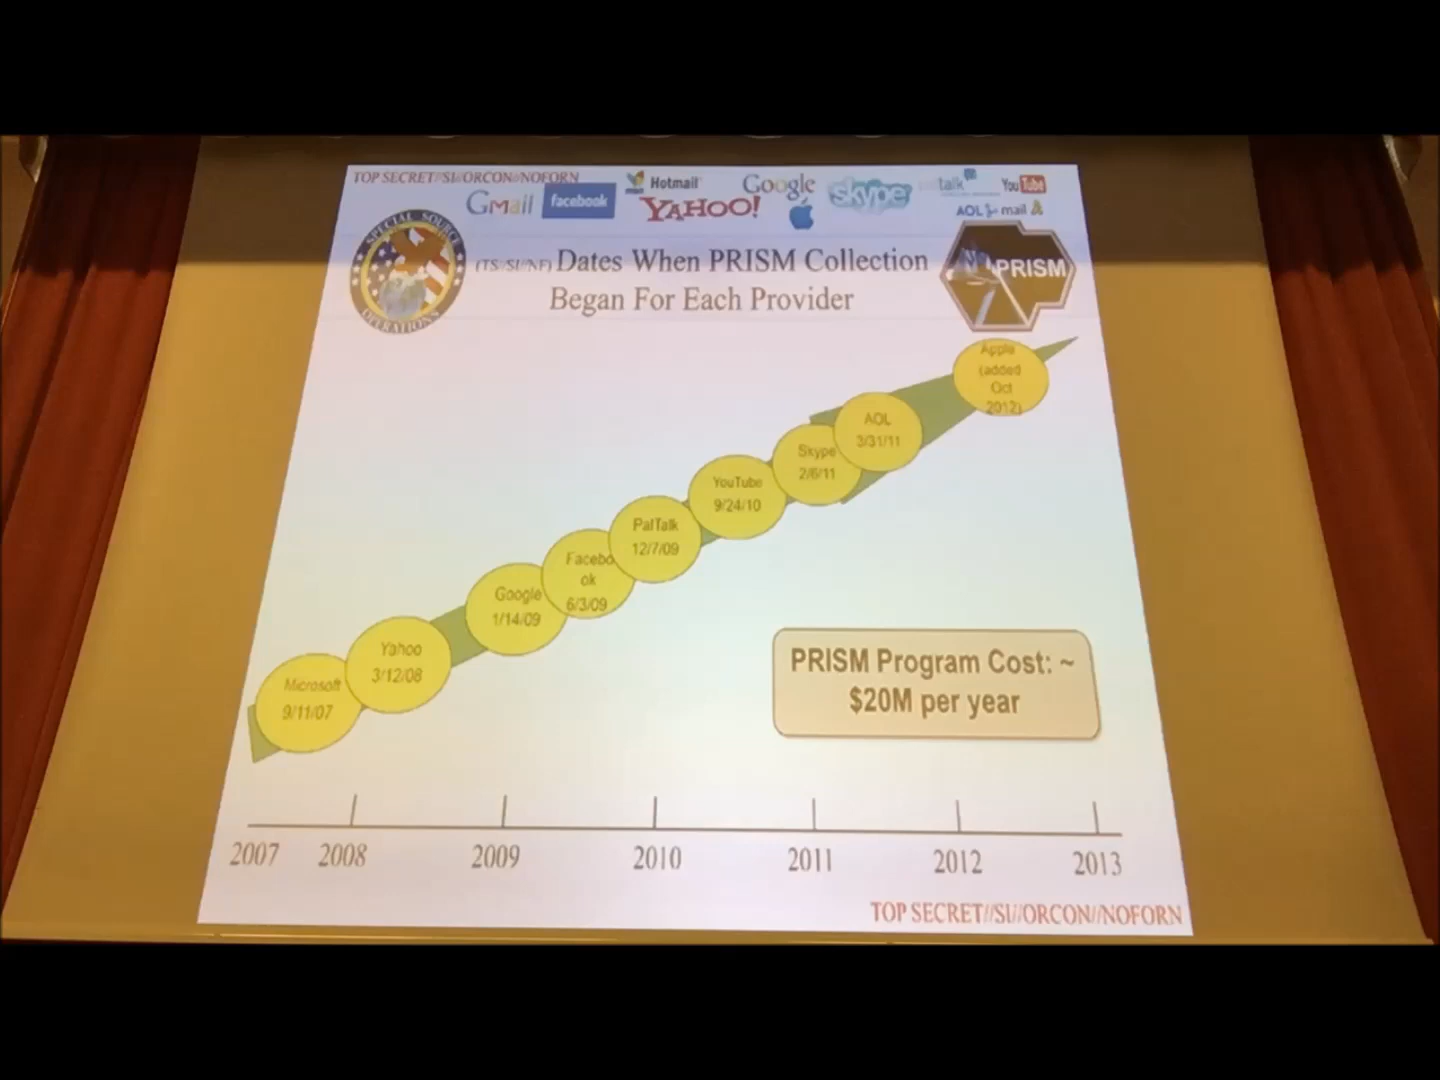 TOP SECRET//SI//ORCON//NOFORN
Hotmail
Google
skype
talk
YouTube
Gmail
facebook
YAHOO!
AOL mail
SPECIAL SOURCE
OPERATIONS
(TS//SI//NF) Dates When PRISM Collection
Began For Each Provider
PRISM
Apple
(added
Oct
2012)
AOL
3/31/11
Skype
2/6/11
YouTube
9/24/10
PalTalk
12/7/09
Facebo
ok
6/3/09
Google
1/14/09
Yahoo
3/12/08
Microsoft
9/11/07
PRISM Program Cost: ~
$20M per year
2007 2008 2009 2010 2011 2012 2013
TOP SECRET//SI//ORCON//NOFORN